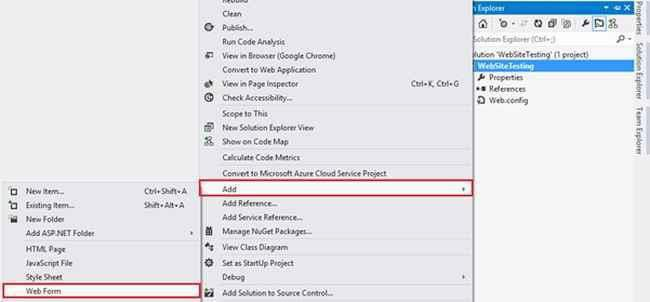 Rebuild
Clean
Publish...
Run Code Analysis
View in Browser (Google Chrome)
Convert to Web Application
View in Page Inspector Ctrl+K, Ctrl+G
Check Accessibility...
Scope to This
New Solution Explorer View
Show on Code Map
Calculate Code Metrics
Convert to Microsoft Azure Cloud Service Project
Add
Add Reference...
Add Service Reference...
Manage NuGet Packages...
View Class Diagram
Set as StartUp Project
Debug
Add Solution to Source Control...
New Item... Ctrl+Shift+A
Existing Item... Shift+Alt+A
New Folder
Add ASP.NET Folder
HTML Page
JavaScript File
Style Sheet
Web Form
Explorer
Solution Explorer (Ctrl+;)
lution 'WebSiteTesting' (1 project)
WebSiteTesting
Properties
References
Web.config
Properties
Solution Explorer
Team Explorer